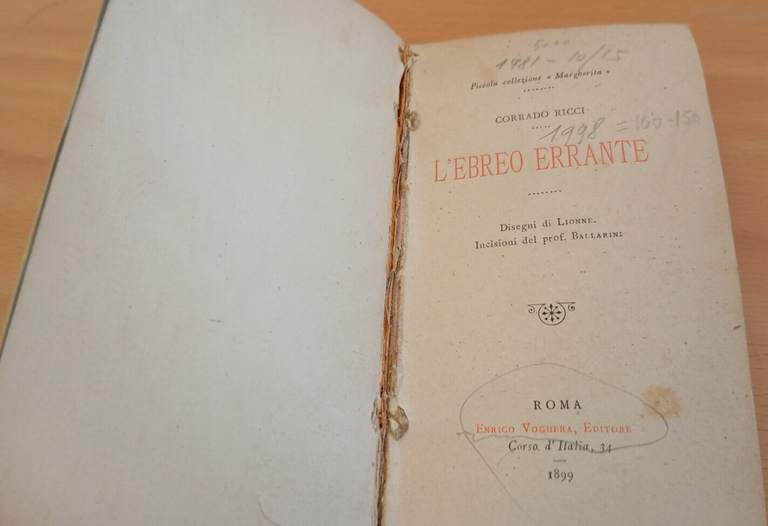 5000
1981 - 10/15
Piccola collezione « Margherita »
CORRADO RICCI
1998 = 100-150
L'EBREO ERRANTE
Disegni di LIONNE.
Incisioni del prof. BALLARINI
ROMA
ENRICO VOGHERA, EDITORE
Corso d'Italia, 34
1899